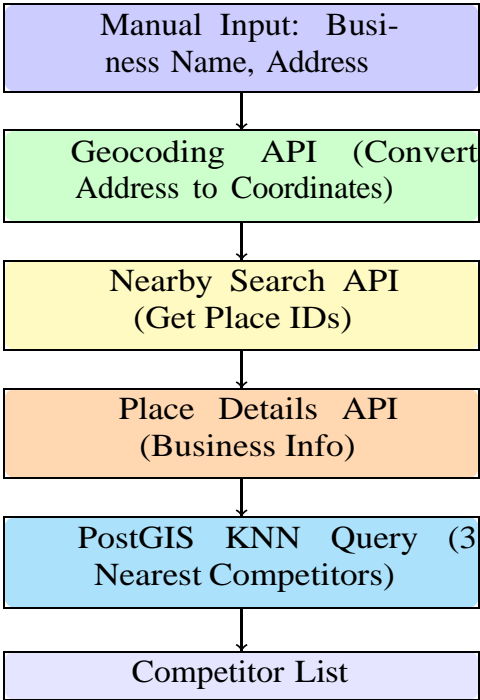 Manual Input: Busi-
ness Name, Address
Geocoding API (Convert
Address to Coordinates)
Nearby Search API
(Get Place IDs)
Place Details API
(Business Info)
PostGIS KNN Query (3
Nearest Competitors)
Competitor List